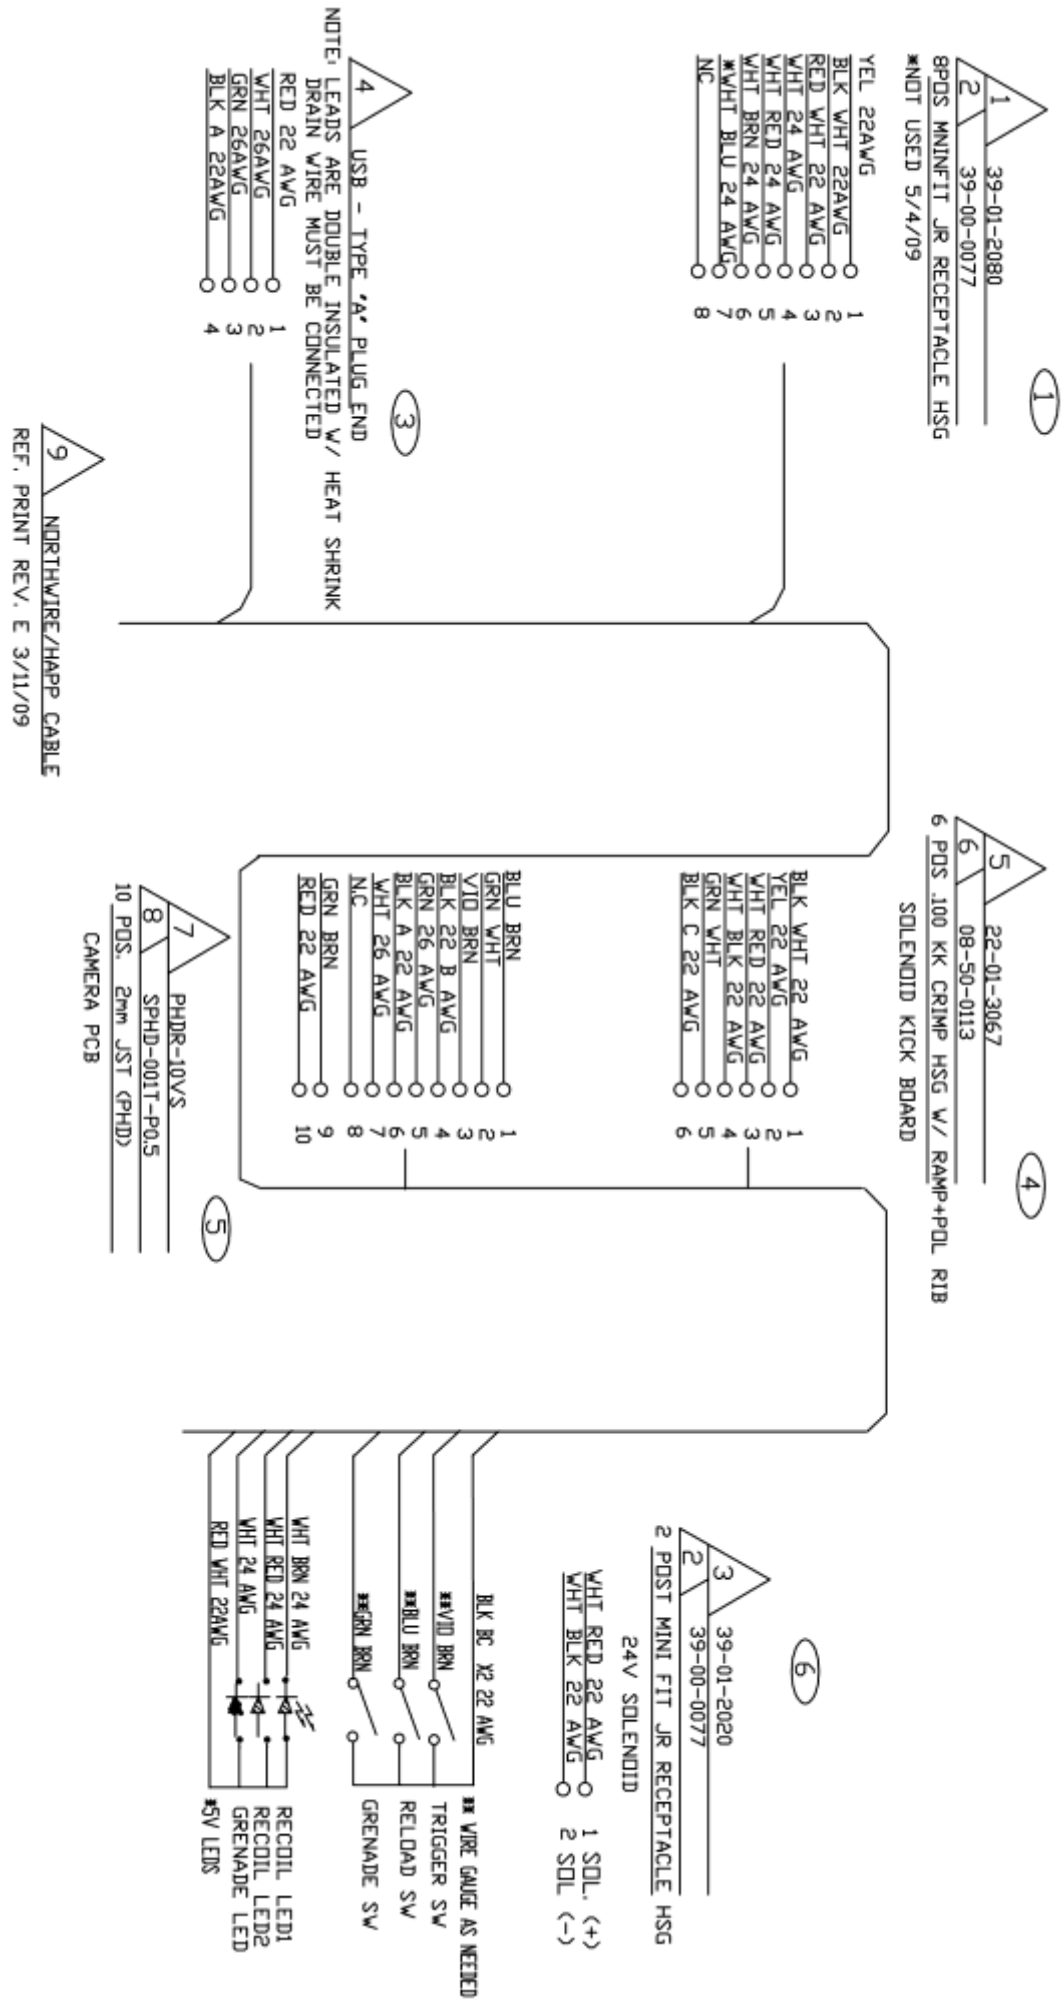 1
39-01-2080
2
39-00-0077
8POS MNINFIT JR RECEPTACLE HSG
*NOT USED 5/4/09
1
YEL 22AWG
1
BLK WHT 22AWG
2
RED WHT 22 AWG
3
WHT 24 AWG
4
WHT RED 24 AWG
5
WHT BRN 24 AWG
6
*WHT BLU 24 AWG
7
NC
8
4
USB - TYPE 'A' PLUG END
NOTE: LEADS ARE DOUBLE INSULATED W/ HEAT SHRINK
DRAIN WIRE MUST BE CONNECTED
3
RED 22 AWG
1
WHT 26AWG
2
GRN 26AWG
3
BLK A 22AWG
4
9
NORTHWIRE/HAPP CABLE
REF. PRINT REV. E 3/11/09
5
22-01-3067
6
08-50-0113
6 POS .100 KK CRIMP HSG W/ RAMP+POL RIB
SOLENOID KICK BOARD
4
BLK WHT 22 AWG
1
YEL 22 AWG
2
WHT RED 22 AWG
3
WHT BLK 22 AWG
4
GRN WHT
5
BLK C 22 AWG
6
BLU BRN
1
GRN WHT
2
VIO BRN
3
BLK 22 B AWG
4
GRN 26 AWG
5
BLK A 22 AWG
6
WHT 26 AWG
7
N.C
8
GRN BRN
9
RED 22 AWG
10
7
PHDR-10VS
8
SPHD-001T-P0.5
10 POS. 2mm JST (PHD)
CAMERA PCB
5
3
39-01-2020
2
39-00-0077
2 POST MINI FIT JR RECEPTACLE HSG
24V SOLENOID
6
WHT RED 22 AWG
1 SOL. (+)
WHT BLK 22 AWG
2 SOL (-)
BLK BC X2 22 AWG
** WIRE GAUGE AS NEEDED
**VIO BRN
TRIGGER SW
**BLU BRN
RELOAD SW
**GRN BRN
GRENADE SW
WHT BRN 24 AWG
RECOIL LED1
WHT RED 24 AWG
RECOIL LED2
WHT 24 AWG
GRENADE LED
RED WHT 22AWG
*5V LEDS